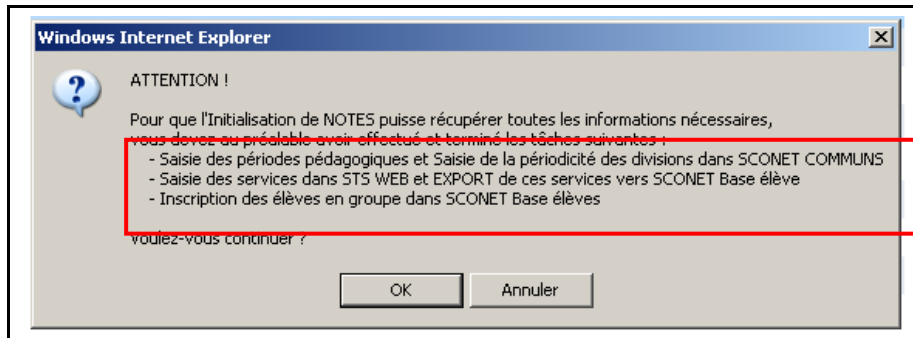 Windows Internet Explorer
ATTENTION !
Pour que l'Initialisation de NOTES puisse récupérer toutes les informations nécessaires,
vous devez au préalable avoir effectué et terminé les tâches suivantes :
- Saisie des périodes pédagogiques et Saisie de la périodicité des divisions dans SCONET COMMUNS
- Saisie des services dans STS WEB et EXPORT de ces services vers SCONET Base élève
- Inscription des élèves en groupe dans SCONET Base élèves
Voulez-vous continuer ?
OK
Annuler